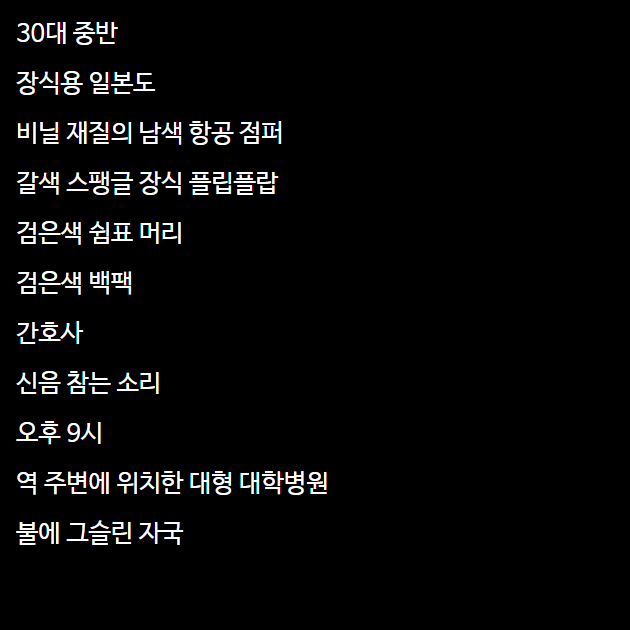 30대 중반
장식용 일본도
비닐 재질의 남색 항공 점퍼
갈색 스팽글 장식 플립플랍
검은색 쉼표 머리
검은색 백팩
간호사
신음 참는 소리
오후 9시
역 주변에 위치한 대형 대학병원
불에 그슬린 자국